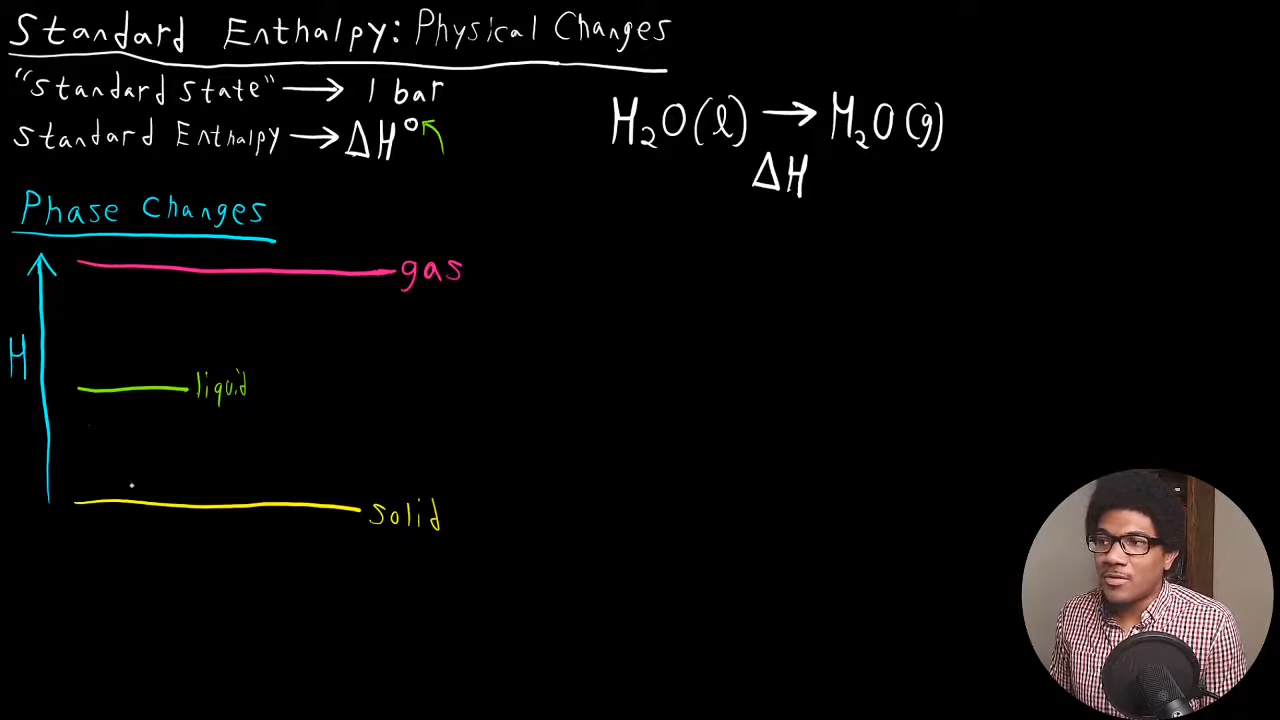 Standard Enthalpy: Physical Changes
"Standard State" → 1 bar
Standard Enthalpy → ΔH°
H₂O(l) → H₂O(g)
ΔH
Phase Changes
gas
H
liquid
solid